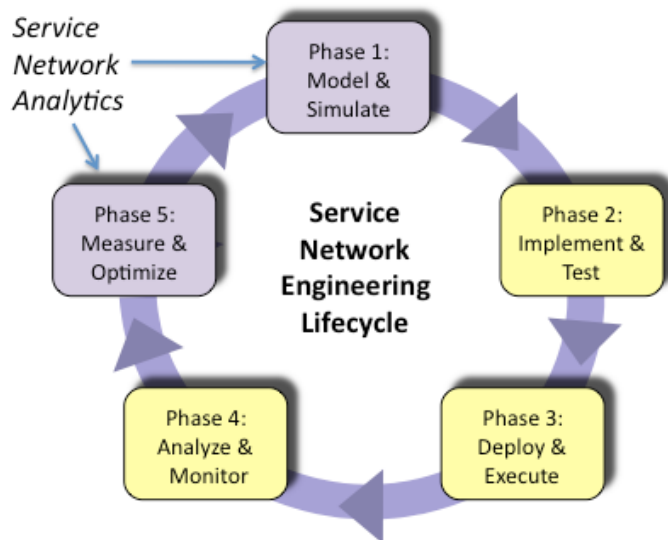 Service
Network
Analytics
Phase 1:
Model &
Simulate
Phase 5:
Measure &
Optimize
Service
Network
Engineering
Lifecycle
Phase 2:
Implement &
Test
Phase 4:
Analyze &
Monitor
Phase 3:
Deploy &
Execute